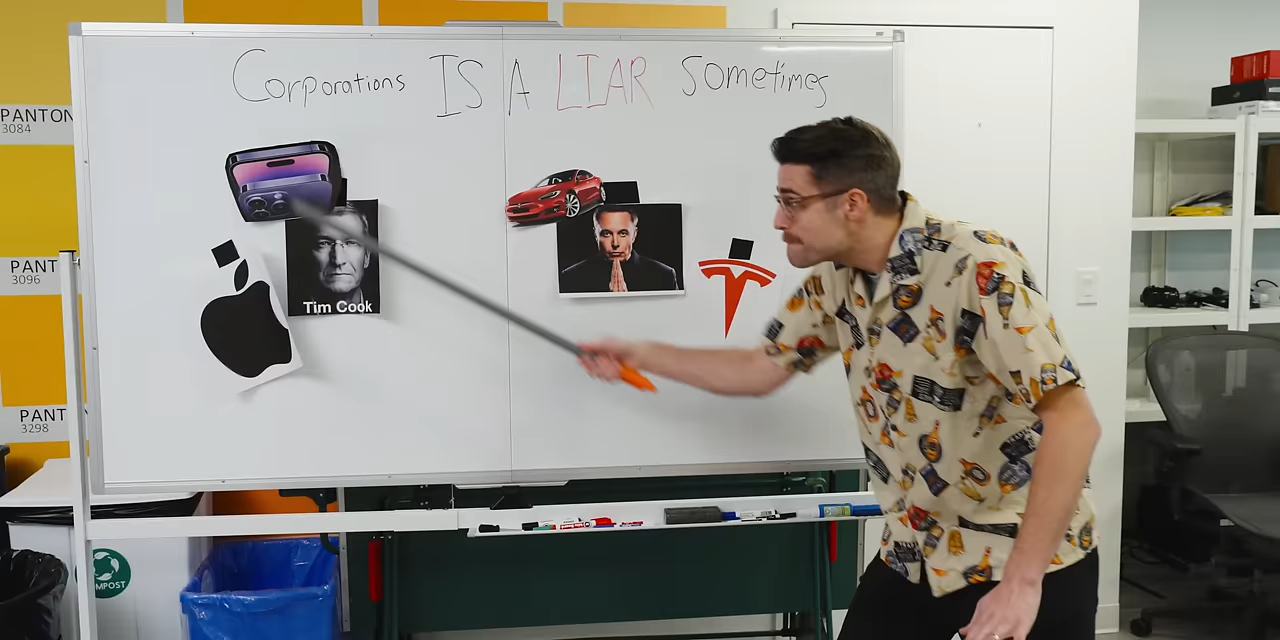 Corporations IS A LIAR Sometimes
PANTON
3084
PANT
3096
Tim Cook
PANT
3298
MPOST